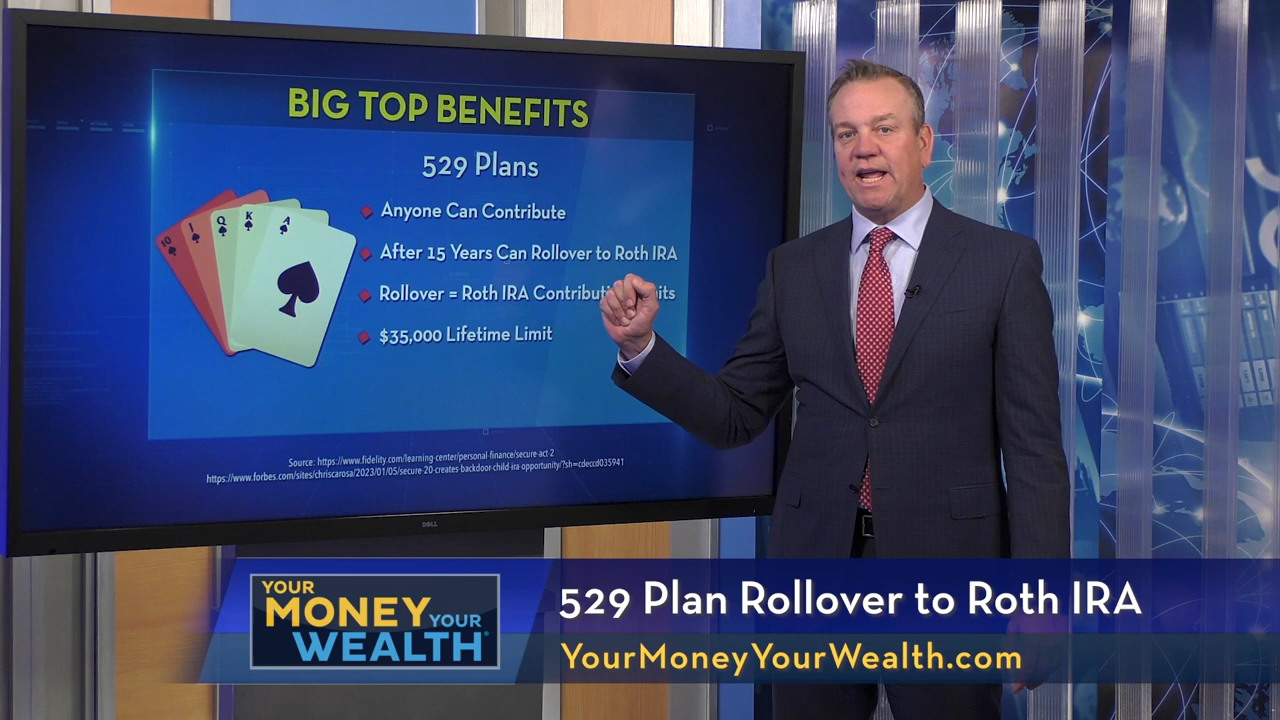 BIG TOP BENEFITS
529 Plans
Anyone Can Contribute
After 15 Years Can Rollover to Roth IRA
Rollover = Roth IRA
$35,000 Lifetime Limit
10
J
Q
K
A
Source: https://www.fidelity.com/learning-center/personal-finance/secure-act-2
https://www.forbes.com/sites/chriscarosa/2023/01/05/secure-20-creates-backdoor-child-ira-opportunity/?sh=cdeccd035941
DELL
YOUR
MONEY YOUR
WEALTH®
529 Plan Rollover to Roth IRA
YourMoneyYourWealth.com